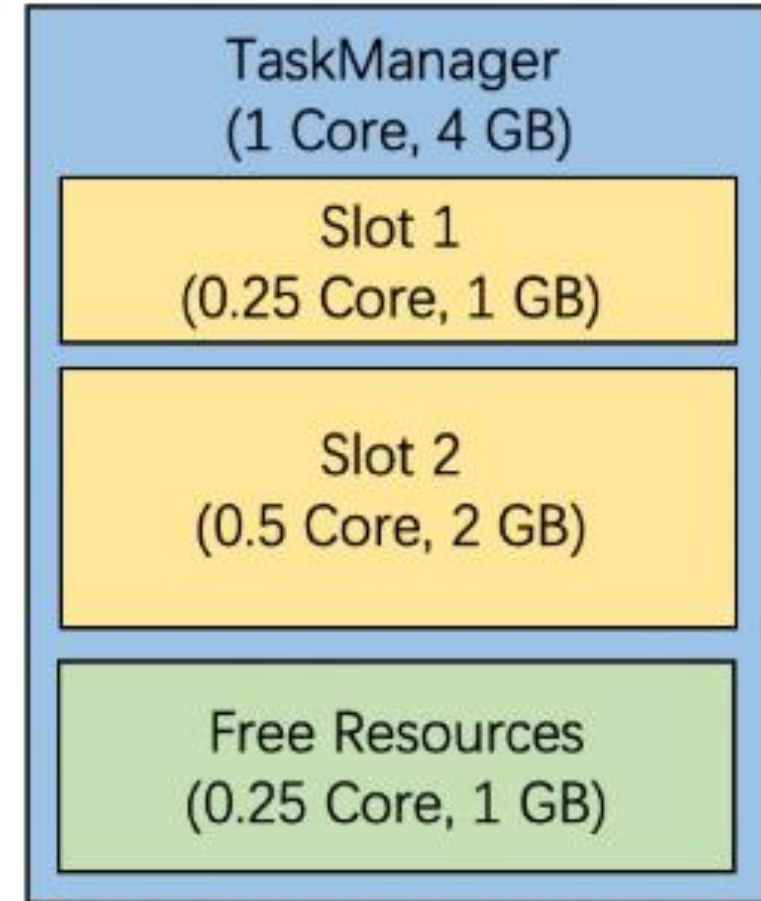 TaskManager
(1 Core, 4 GB)
Slot 1
(0.25 Core, 1 GB)
Slot 2
(0.5 Core, 2 GB)
Free Resources
(0.25 Core, 1 GB)